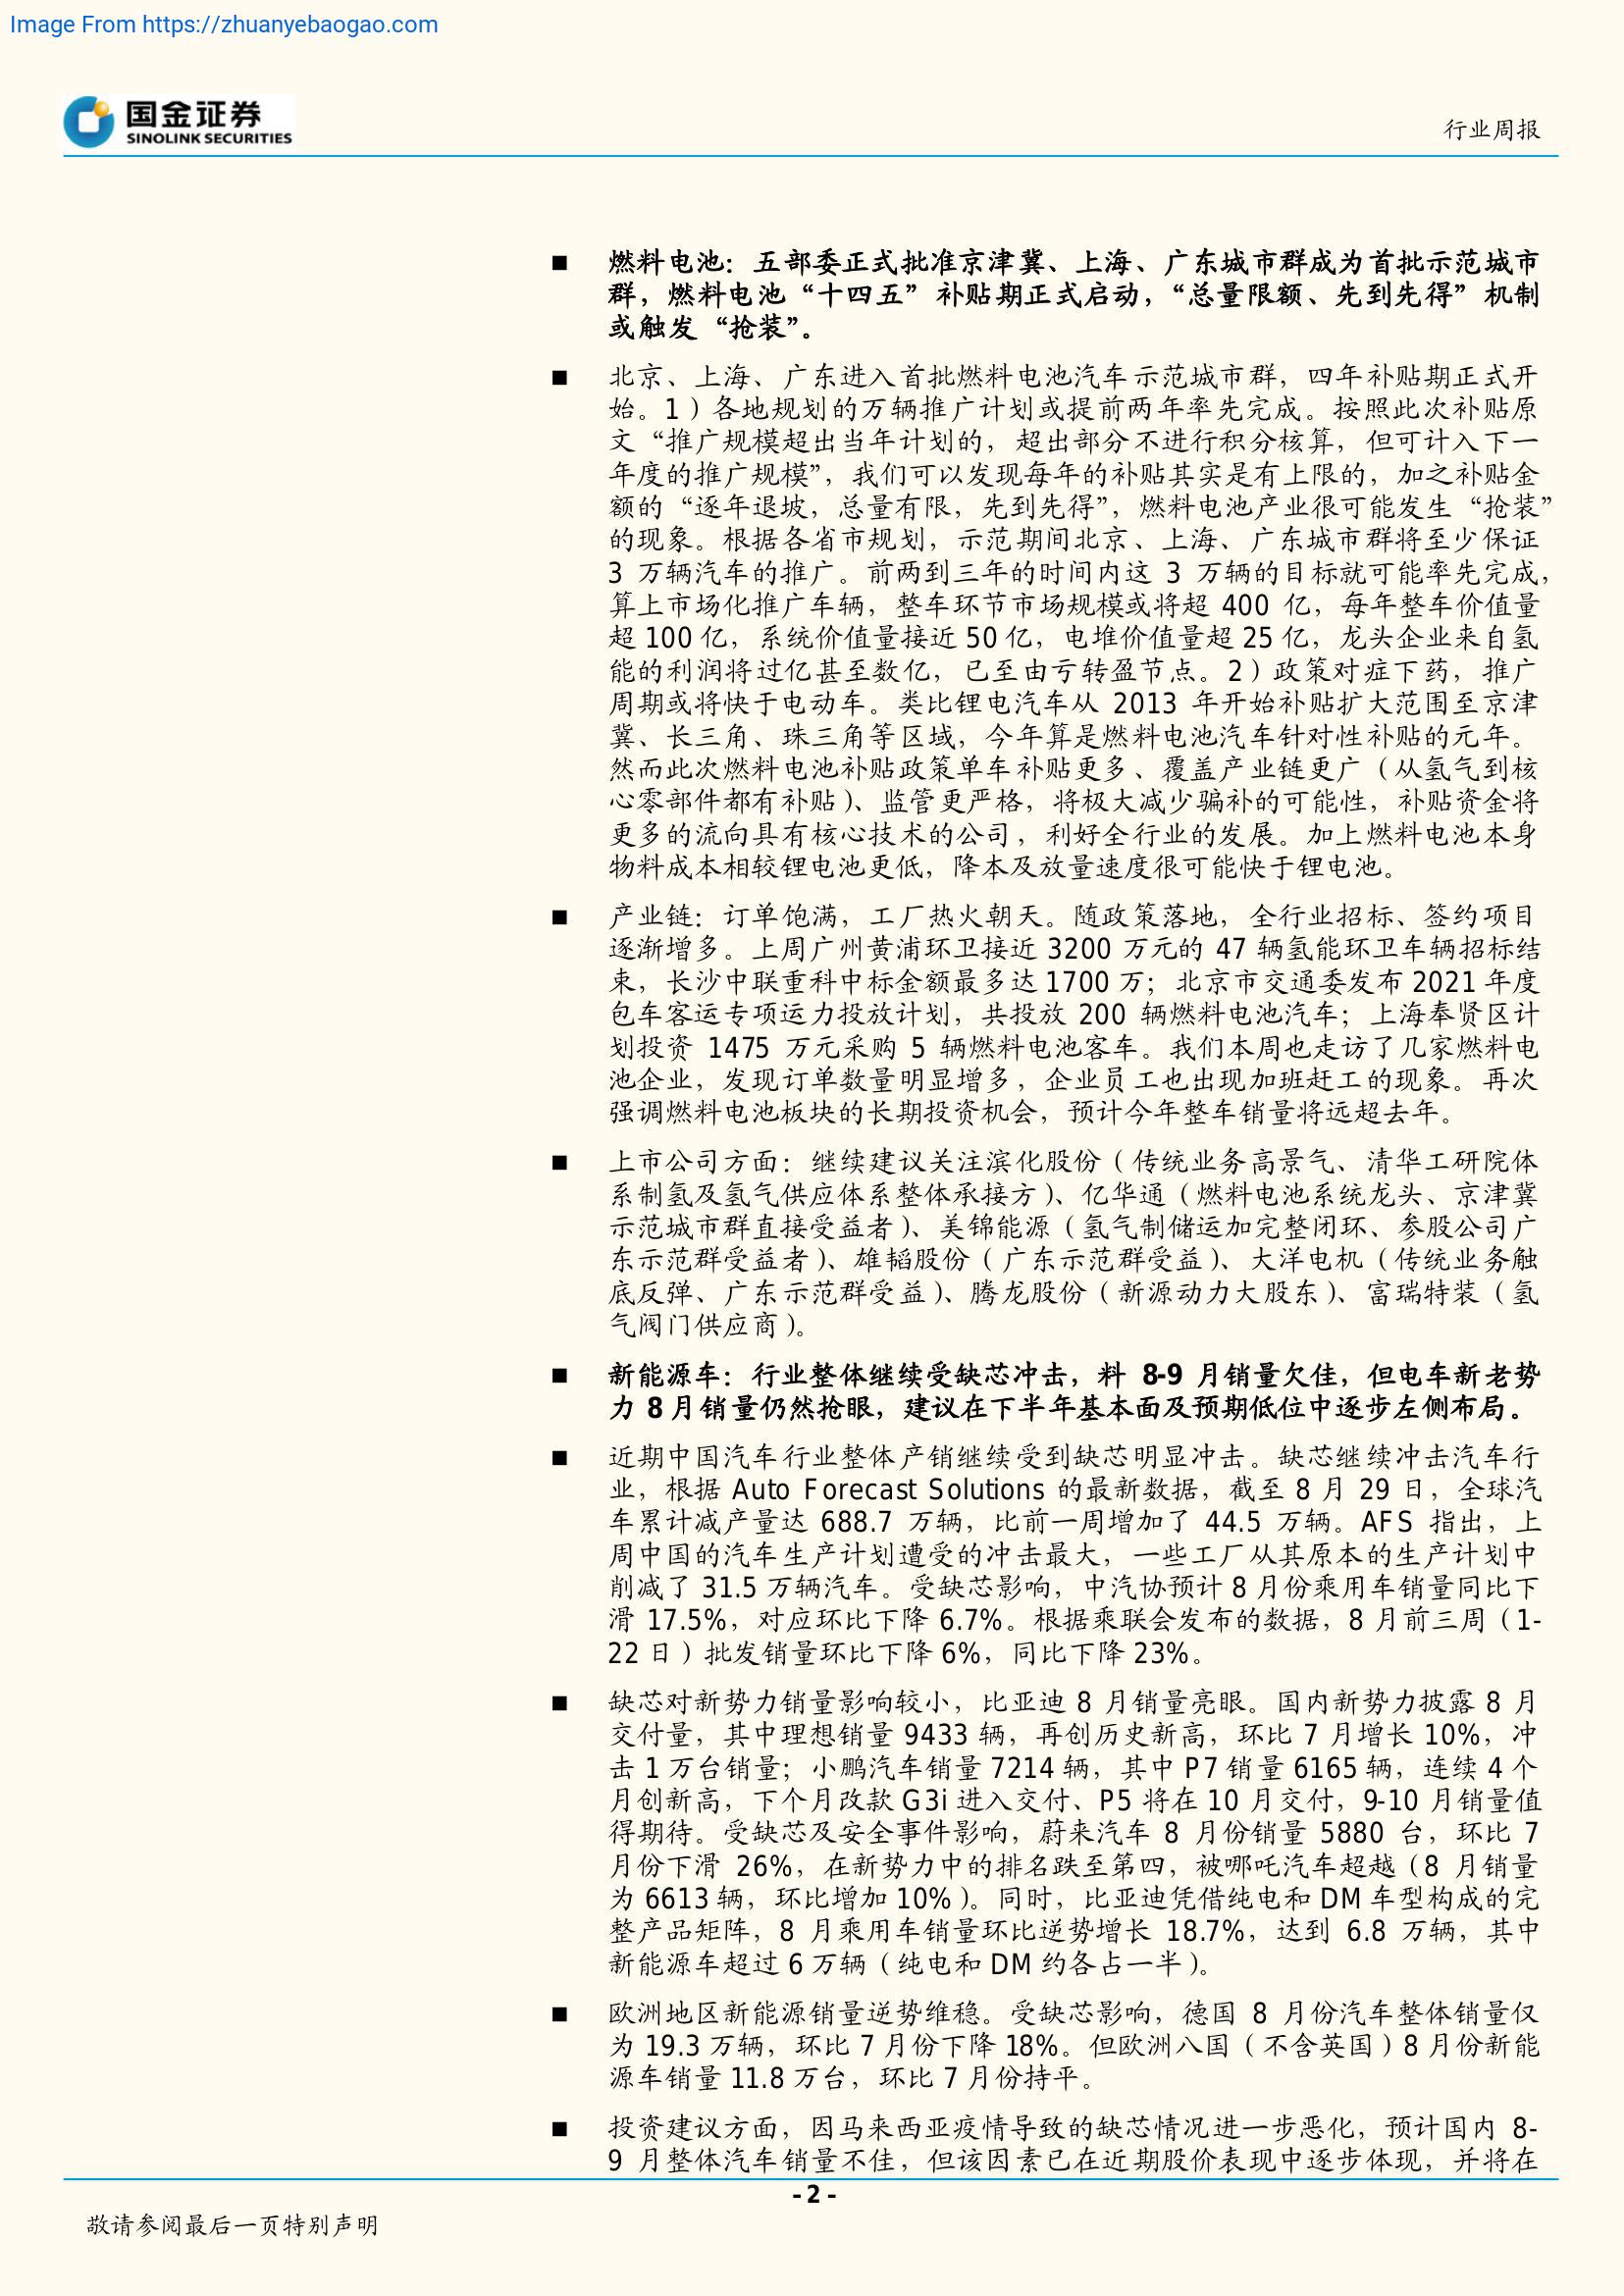 Image From https://zhuanyebaogao.com
国金证券
SINOLINK SECURITIES
行业周报
■ 燃料电池：五部委正式批准京津冀、上海、广东城市群成为首批示范城市
群，燃料电池“十四五”补贴期正式启动，“总量限额、先到先得”机制
或触发“抢装”。
■ 北京、上海、广东进入首批燃料电池汽车示范城市群，四年补贴期正式开
始。1）各地规划的万辆推广计划或提前两年率先完成。按照此次补贴原
文“推广规模超出当年计划的，超出部分不进行积分核算，但可计入下一
年度的推广规模”，我们可以发现每年的补贴其实是有上限的，加之补贴金
额的“逐年退坡，总量有限，先到先得”，燃料电池产业很可能发生“抢装”
的现象。根据各省市规划，示范期间北京、上海、广东城市群将至少保证
3 万辆汽车的推广。前两到三年的时间内这 3 万辆的目标就可能率先完成，
算上市场化推广车辆，整车环节市场规模或将超 400 亿，每年整车价值量
超 100 亿，系统价值量接近 50 亿，电堆价值量超 25 亿，龙头企业来自氢
能的利润将过亿甚至数亿，已至由亏转盈节点。2）政策对症下药，推广
周期或将快于电动车。类比锂电汽车从 2013 年开始补贴扩大范围至京津
冀、长三角、珠三角等区域，今年算是燃料电池汽车针对性补贴的元年。
然而此次燃料电池补贴政策单车补贴更多、覆盖产业链更广（从氢气到核
心零部件都有补贴）、监管更严格，将极大减少骗补的可能性，补贴资金将
更多的流向具有核心技术的公司，利好全行业的发展。加上燃料电池本身
物料成本相较锂电池更低，降本及放量速度很可能快于锂电池。
■ 产业链：订单饱满，工厂热火朝天。随政策落地，全行业招标、签约项目
逐渐增多。上周广州黄浦环卫接近 3200 万元的 47 辆氢能环卫车辆招标结
束，长沙中联重科中标金额最多达 1700 万；北京市交通委发布 2021 年度
包车客运专项运力投放计划，共投放 200 辆燃料电池汽车；上海奉贤区计
划投资 1475 万元采购 5 辆燃料电池客车。我们本周也走访了几家燃料电
池企业，发现订单数量明显增多，企业员工也出现加班赶工的现象。再次
强调燃料电池板块的长期投资机会，预计今年整车销量将远超去年。
■ 上市公司方面：继续建议关注滨化股份（传统业务高景气、清华工研院体
系制氢及氢气供应体系整体承接方）、亿华通（燃料电池系统龙头、京津冀
示范城市群直接受益者）、美锦能源（氢气制储运加完整闭环、参股公司广
东示范群受益者）、雄韬股份（广东示范群受益）、大洋电机（传统业务触
底反弹、广东示范群受益）、腾龙股份（新源动力大股东）、富瑞特装（氢
气阀门供应商）。
■ 新能源车：行业整体继续受缺芯冲击，料 8-9 月销量欠佳，但电车新老势
力 8 月销量仍然抢眼，建议在下半年基本面及预期低位中逐步左侧布局。
■ 近期中国汽车行业整体产销继续受到缺芯明显冲击。缺芯继续冲击汽车行
业，根据 Auto Forecast Solutions 的最新数据，截至 8 月 29 日，全球汽
车累计减产量达 688.7 万辆，比前一周增加了 44.5 万辆。AFS 指出，上
周中国的汽车生产计划遭受的冲击最大，一些工厂从其原本的生产计划中
削减了 31.5 万辆汽车。受缺芯影响，中汽协预计 8 月份乘用车销量同比下
滑 17.5%，对应环比下降 6.7%。根据乘联会发布的数据，8 月前三周（1-
22 日）批发销量环比下降 6%，同比下降 23%。
■ 缺芯对新势力销量影响较小，比亚迪 8 月销量亮眼。国内新势力披露 8 月
交付量，其中理想销量 9433 辆，再创历史新高，环比 7 月增长 10%，冲
击 1 万台销量；小鹏汽车销量 7214 辆，其中 P7 销量 6165 辆，连续 4 个
月创新高，下个月改款 G3i 进入交付、P5 将在 10 月交付，9-10 月销量值
得期待。受缺芯及安全事件影响，蔚来汽车 8 月份销量 5880 台，环比 7
月份下滑 26%，在新势力中的排名跌至第四，被哪吒汽车超越（8 月销量
为 6613 辆，环比增加 10%）。同时，比亚迪凭借纯电和 DM 车型构成的完
整产品矩阵，8 月乘用车销量环比逆势增长 18.7%，达到 6.8 万辆，其中
新能源车超过 6 万辆（纯电和 DM 约各占一半）。
■ 欧洲地区新能源销量逆势维稳。受缺芯影响，德国 8 月份汽车整体销量仅
为 19.3 万辆，环比 7 月份下降 18%。但欧洲八国（不含英国）8 月份新能
源车销量 11.8 万台，环比 7 月份持平。
■ 投资建议方面，因马来西亚疫情导致的缺芯情况进一步恶化，预计国内 8-
9 月整体汽车销量不佳，但该因素已在近期股价表现中逐步体现，并将在
- 2 -
敬请参阅最后一页特别声明